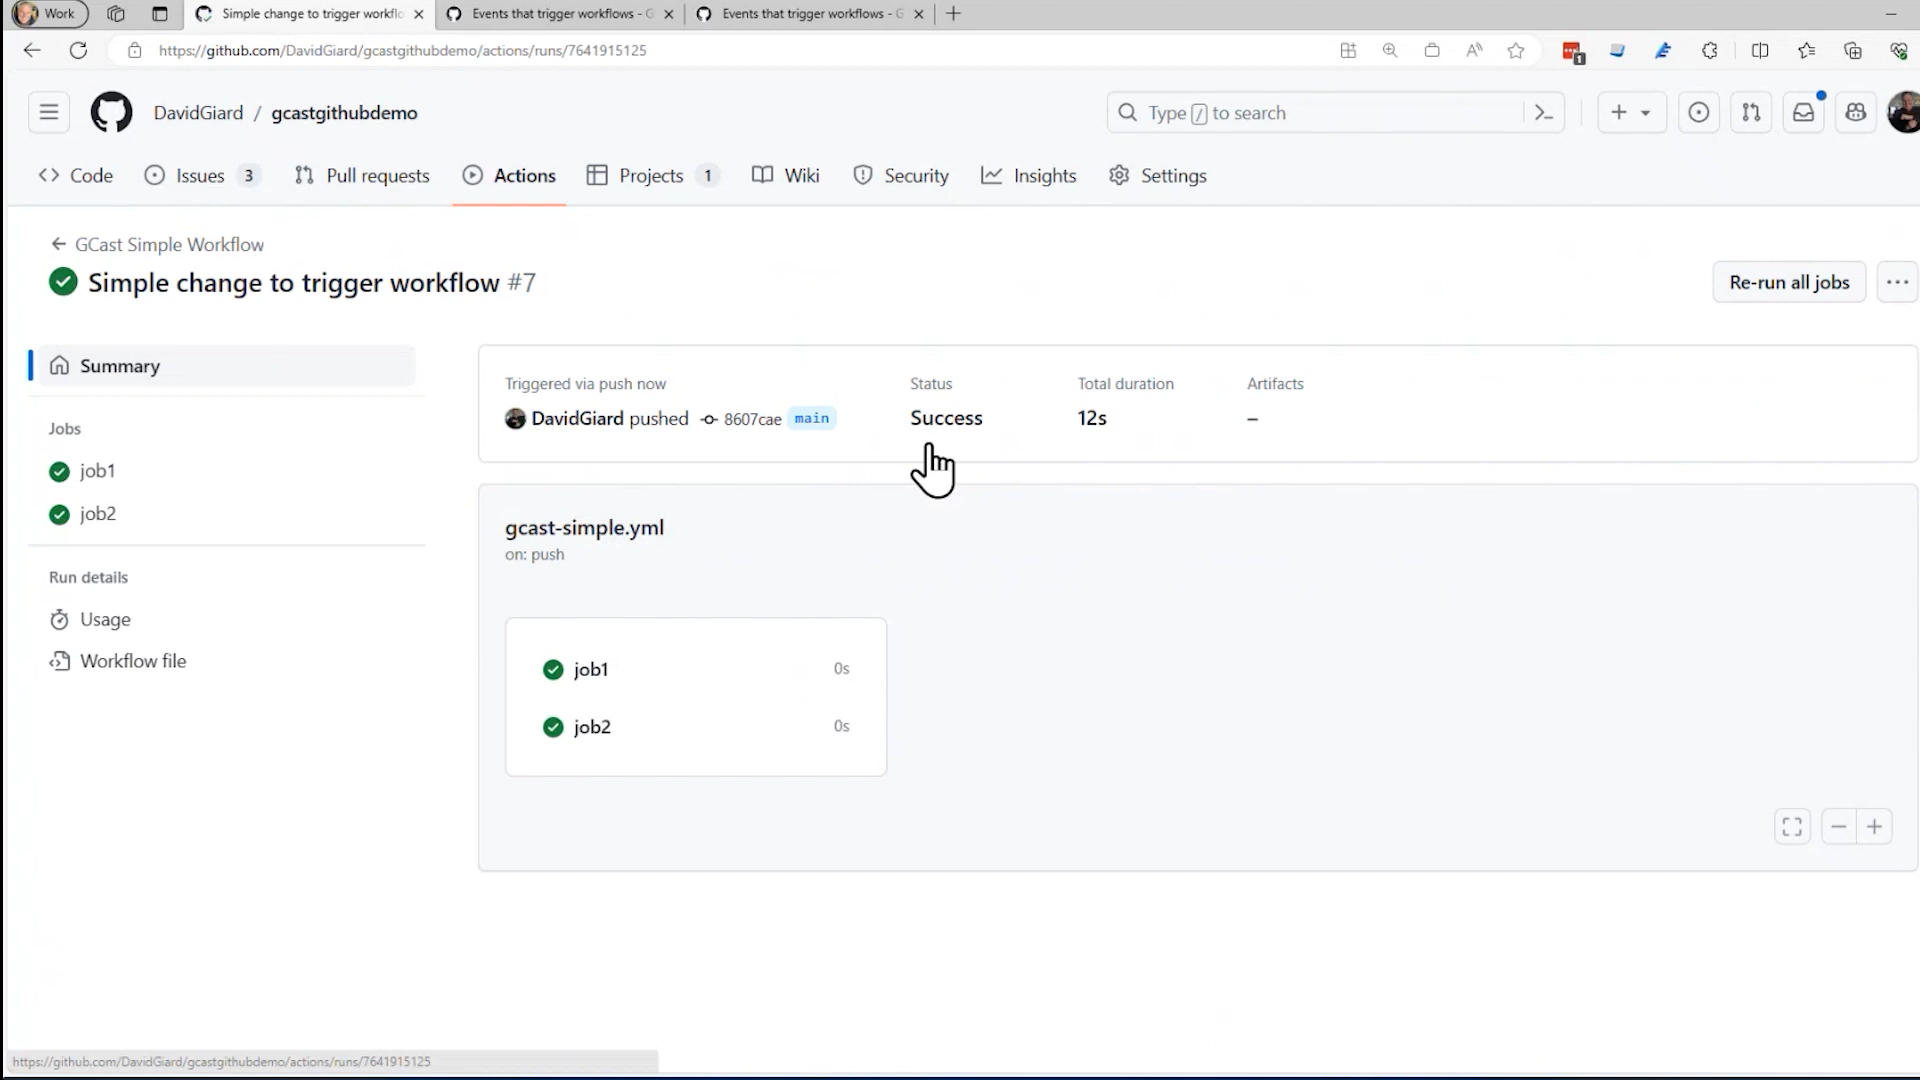 Work
Simple change to trigger workflo
Events that trigger workflows - G
Events that trigger workflows - G
https://github.com/DavidGiard/gcastgithubdemo/actions/runs/7641915125
1
DavidGiard / gcastgithubdemo
Type / to search
Code
Issues 3
Pull requests
Actions
Projects 1
Wiki
Security
Insights
Settings
GCast Simple Workflow
Simple change to trigger workflow #7
Re-run all jobs
Summary
Jobs
job1
job2
Run details
Usage
Workflow file
Triggered via push now
DavidGiard pushed 8607cae main
Status
Success
Total duration
12s
Artifacts
–
gcast-simple.yml
on: push
job1 0s
job2 0s
https://github.com/DavidGiard/gcastgithubdemo/actions/runs/7641915125